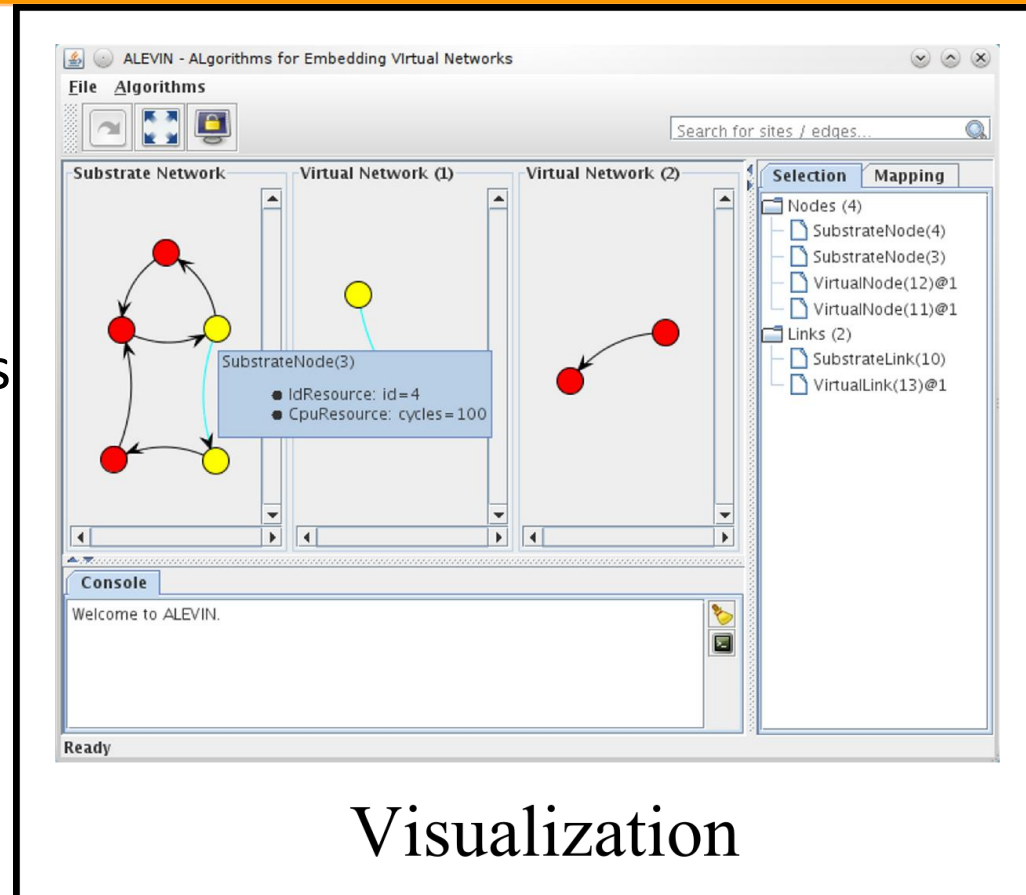 ALEVIN - ALgorithms for Embedding VIrtual Networks
File Algorithms
Search for sites / edges...
Substrate Network
Virtual Network (1)
Virtual Network (2)
SubstrateNode(3)
IdResource: id=4
CpuResource: cycles=100
Selection Mapping
Nodes (4)
SubstrateNode(4)
SubstrateNode(3)
VirtualNode(12)@1
VirtualNode(11)@1
Links (2)
SubstrateLink(10)
VirtualLink(13)@1
s
Console
Welcome to ALEVIN.
Ready
Visualization